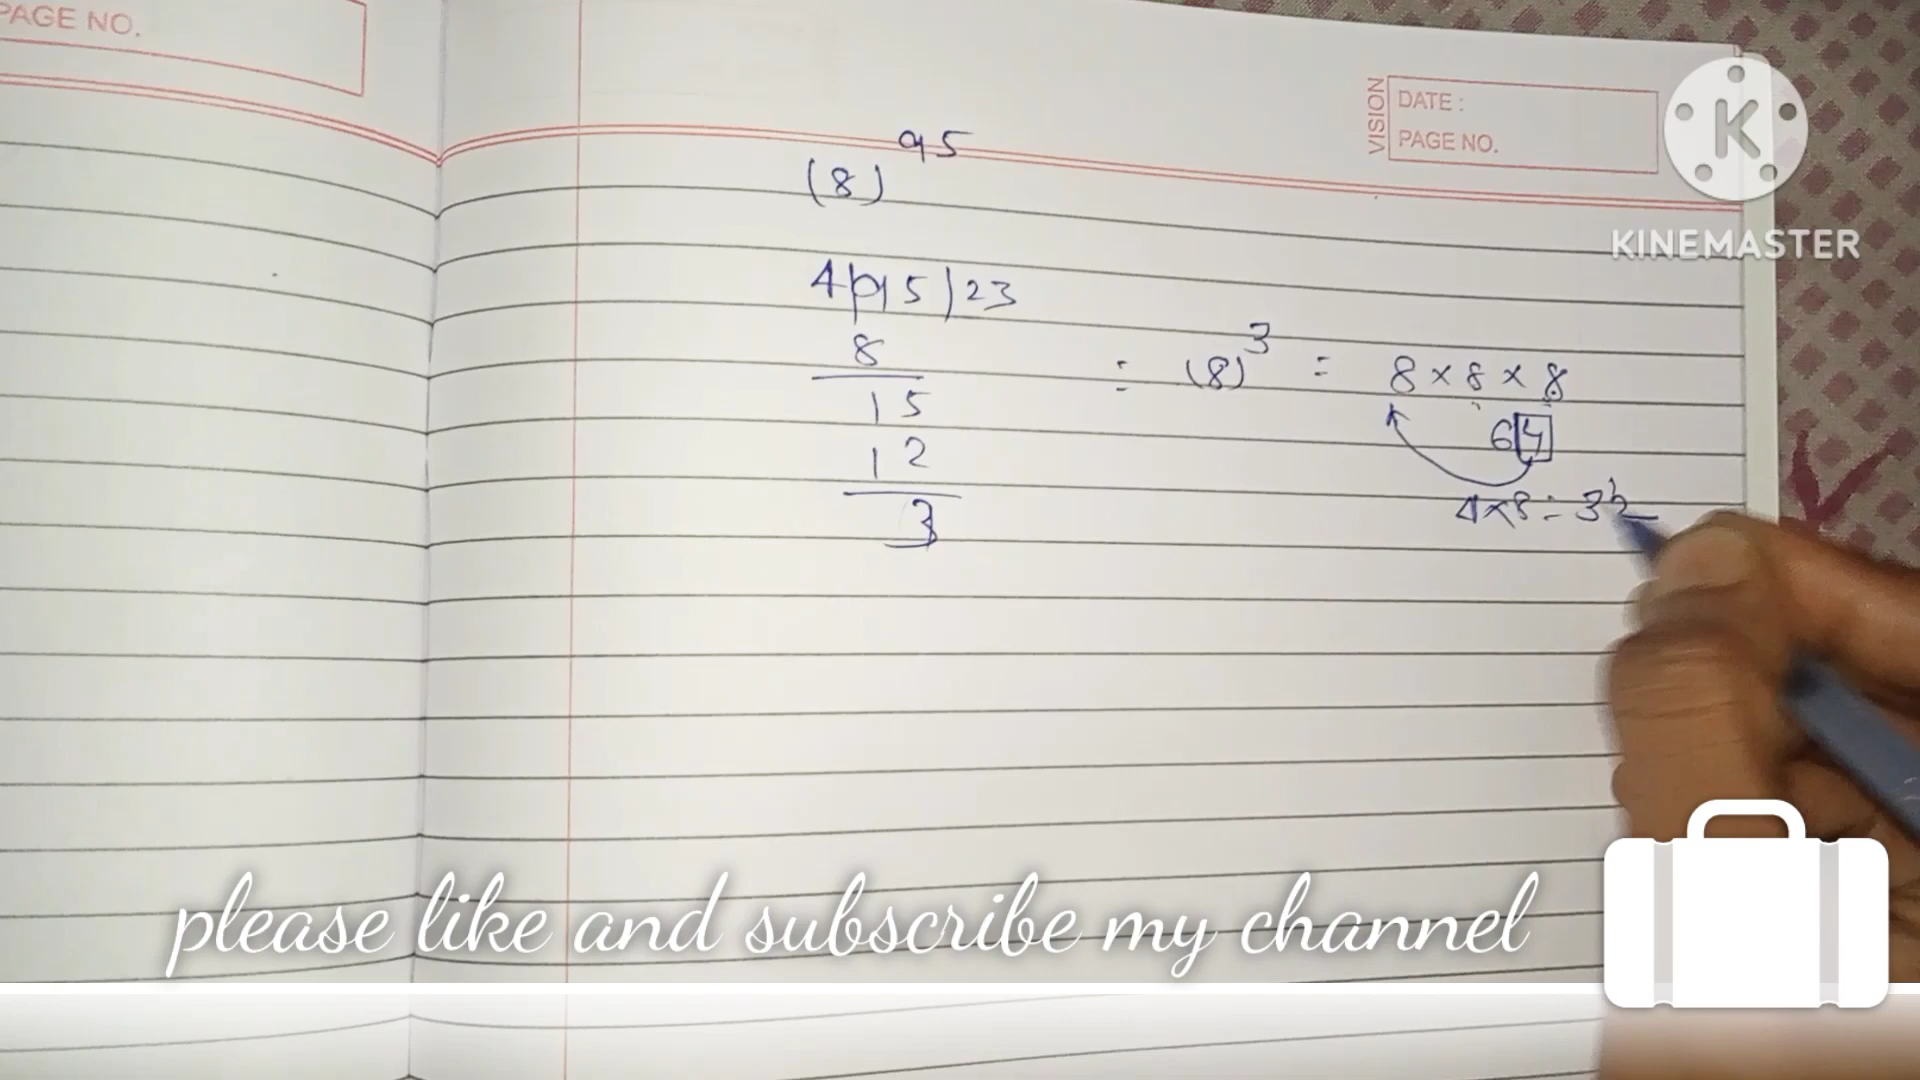 PAGE NO.
VISION
DATE :
PAGE NO.
KINEMASTER
(8)^95
4)95)23
8
15
12
3
= (8)^3 = 8 × 8 × 8
64
4×8 = 32
please like and subscribe my channel